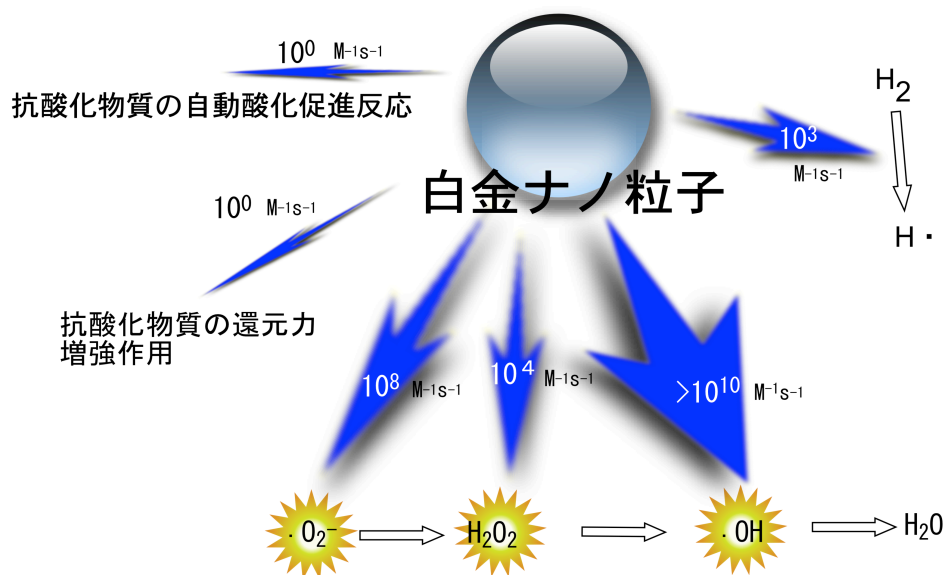 10⁰ M⁻¹s⁻¹
抗酸化物質の自動酸化促進反応
H₂
10³
M⁻¹s⁻¹
H・
白金ナノ粒子
10⁰ M⁻¹s⁻¹
抗酸化物質の還元力
増強作用
10⁸ M⁻¹s⁻¹
10⁴ M⁻¹s⁻¹
>10¹⁰ M⁻¹s⁻¹
·O₂⁻
H₂O₂
·OH
H₂O